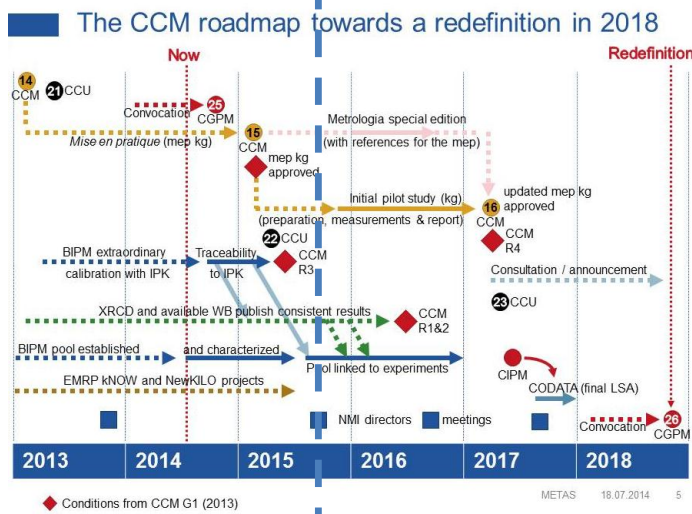 The CCM roadmap towards a redefinition in 2018
Now
Redefinition
14
CCM
21 CCU
Convocation
25
CGPM
15
CCM
Metrologia special edition
(with references for the mep)
Mise en pratique (mep kg)
mep kg
approved
Initial pilot study (kg)
(preparation, measurements & report)
16
CCM
updated mep kg
approved
22 CCU
CCM
R4
BIPM extraordinary
calibration with IPK
Traceability
to IPK
CCM
R3
Consultation / announcement
23 CCU
XRCD and available WB publish consistent results
CCM
R1&2
BIPM pool established
and characterized
Pool linked to experiments
CIPM
EMRP kNOW and NewKILO projects
CODATA (final LSA)
NMI directors
meetings
Convocation
26
CGPM
2013 2014 2015 2016 2017 2018
METAS 18.07.2014 5
Conditions from CCM G1 (2013)